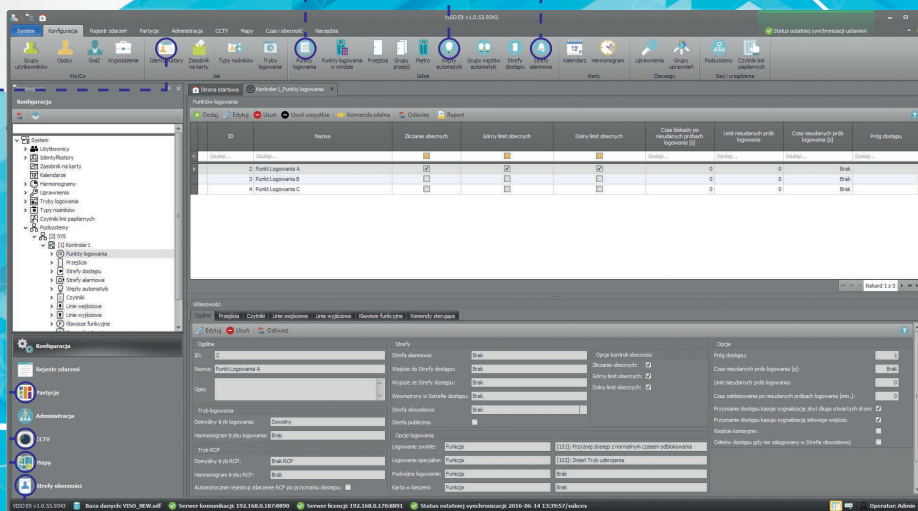 VISO EX v1.0.53.9343.
System Konfiguracja Rejestr zdarzeń Partycje Administracja CCTV Mapy Czas i obecność Narzędzia
Status ostatniej synchronizacji ustawień
Grupy użytkowników Osoby Gość Wyposażenie Identyfikatory Zasobnik na karty Typy nośników Tryby logowania Punkty logowania Punkty logowania w windzie Przejścia Grupy przejść Piętro Węzły automatyki Grupy węzłów automatyki Strefy dostępu Strefy alarmowe Kalendarze Harmonogram Uprawnienia Grupy uprawnień Podsystemy Czytniki linii papilarnych
Kto/Co Jak Gdzie Kiedy Dlaczego Sieć i urządzenia
Strona startowa Kontroler 1_Punkty logowania
Konfiguracja
Punkty logowania
Dodaj Edytuj Usuń Usuń wszystkie Komenda zdalna Odśwież Raport
ID Nazwa Zliczanie obecnych Górny limit obecnych Dolny limit obecnych Czas blokady po nieudanych próbach logowania [s] Limit nieudanych prób logowania Czas nieudanych prób logowania [s] Próg dostępu
Szukaj... Szukaj... Szukaj... Szukaj... Szukaj... Szukaj...
2 Punkt Logowania A 0 0 Brak
3 Punkt Logowania B 0 0 Brak
4 Punkt Logowania C 0 0 Brak
System
Użytkownicy
Identyfikatory
Zasobnik na karty
Kalendarze
Harmonogramy
Uprawnienia
Tryby logowania
Typy nośników
Czytniki linii papilarnych
Podsystemy
[2] SYS
[1] Kontroler1
Punkty logowania
Przejścia
Strefy dostępu
Strefy alarmowe
Węzły automatyki
Czytniki
Linie wejściowe
Linie wyjściowe
Klawisze funkcyjne
Rekord 1 z 3
Konfiguracja
Rejestr zdarzeń
Partycje
Administracja
CCTV
Mapy
Strefy obecności
Własności
Ogólne Przejścia Czytniki Linie wejściowe Linie wyjściowe Klawisze funkcyjne Komendy sterujące
Edytuj Usuń Odśwież
Ogólne
ID: 2
Nazwa: Punkt Logowania A
Opis:
Tryb logowania
Domyślny tryb logowania: Dowolny
Harmonogram trybu logowania: Brak
Tryb RCP
Domyślny tryb RCP: Brak RCP
Harmonogram trybu RCP: Brak
Automatycznie rejestruj zdarzenie RCP po przyznaniu dostępu:
Strefy
Strefa alarmowa: Brak
Wejście do Strefy dostępu: Brak
Wyjście ze Strefy dostępu: Brak
Wewnętrzny w Sstrefie dostępu: Brak
Strefa obwodowa: Brak
Strefa publiczna:
Opcje kontroli obecności
Zliczanie obecnych:
Górny limit obecnych:
Dolny limit obecnych:
Opcje logowania
Logowanie zwykłe: Funkcja [151]: Przyznaj dostęp z normalnym czasem odblokowania
Logowanie specjalne: Funkcja [102]: Zmień Tryb uzbrojenia
Podwójne logowanie: Funkcja Brak
Karta w kieszeni: Funkcja Brak
Opcje
Próg dostępu: 1
Czas nieudanych prób logowania [s]: Brak
Limit nieudanych prób logowania: 0
Czas zablokowania po nieudanych próbach logowania [min.]: 0
Przyznanie dostępu kasuje sygnalizację zbyt długo otwartych drzwi:
Przyznanie dostępu kasuje sygnalizację siłowego wejścia:
Wejście komisyjne:
Odmów dostępu gdy nie zalogowany w Strefie obwodowej:
VISO EX v1.0.53.9343 Baza danych: VISO_NEW.sdf Serwer komunikacji: 192.168.0.187:8890 Serwer licencji: 192.168.0.170:8891 Status ostatniej synchronizacji: 2016-06-14 13:39:57/sukces Operator: Admin